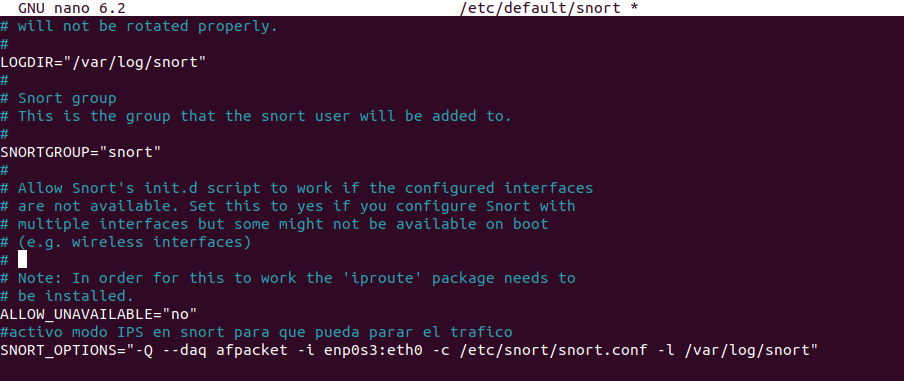 GNU nano 6.2 /etc/default/snort *
# will not be rotated properly.
#
LOGDIR="/var/log/snort"
#
# Snort group
# This is the group that the snort user will be added to.
#
SNORTGROUP="snort"
#
# Allow Snort's init.d script to work if the configured interfaces
# are not available. Set this to yes if you configure Snort with
# multiple interfaces but some might not be available on boot
# (e.g. wireless interfaces)
#
# Note: In order for this to work the 'iproute' package needs to
# be installed.
ALLOW_UNAVAILABLE="no"
#activo modo IPS en snort para que pueda parar el trafico
SNORT_OPTIONS="-Q --daq afpacket -i enp0s3:eth0 -c /etc/snort/snort.conf -l /var/log/snort"